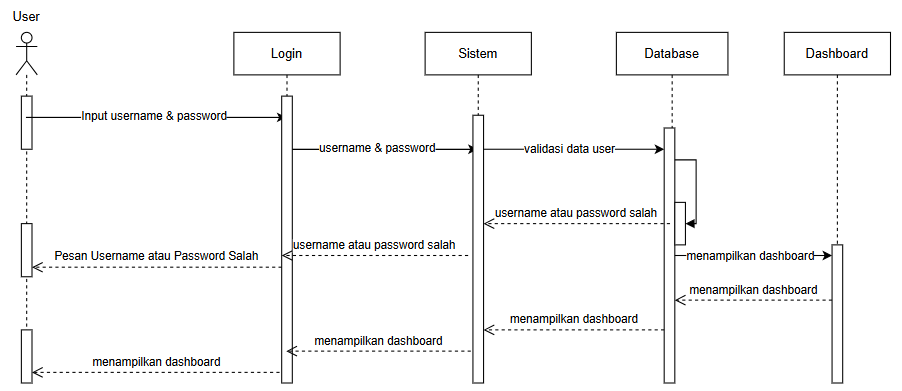 User
Login
Sistem
Database
Dashboard
Input username & password
username & password
validasi data user
username atau password salah
username atau password salah
Pesan Username atau Password Salah
menampilkan dashboard
menampilkan dashboard
menampilkan dashboard
menampilkan dashboard
menampilkan dashboard